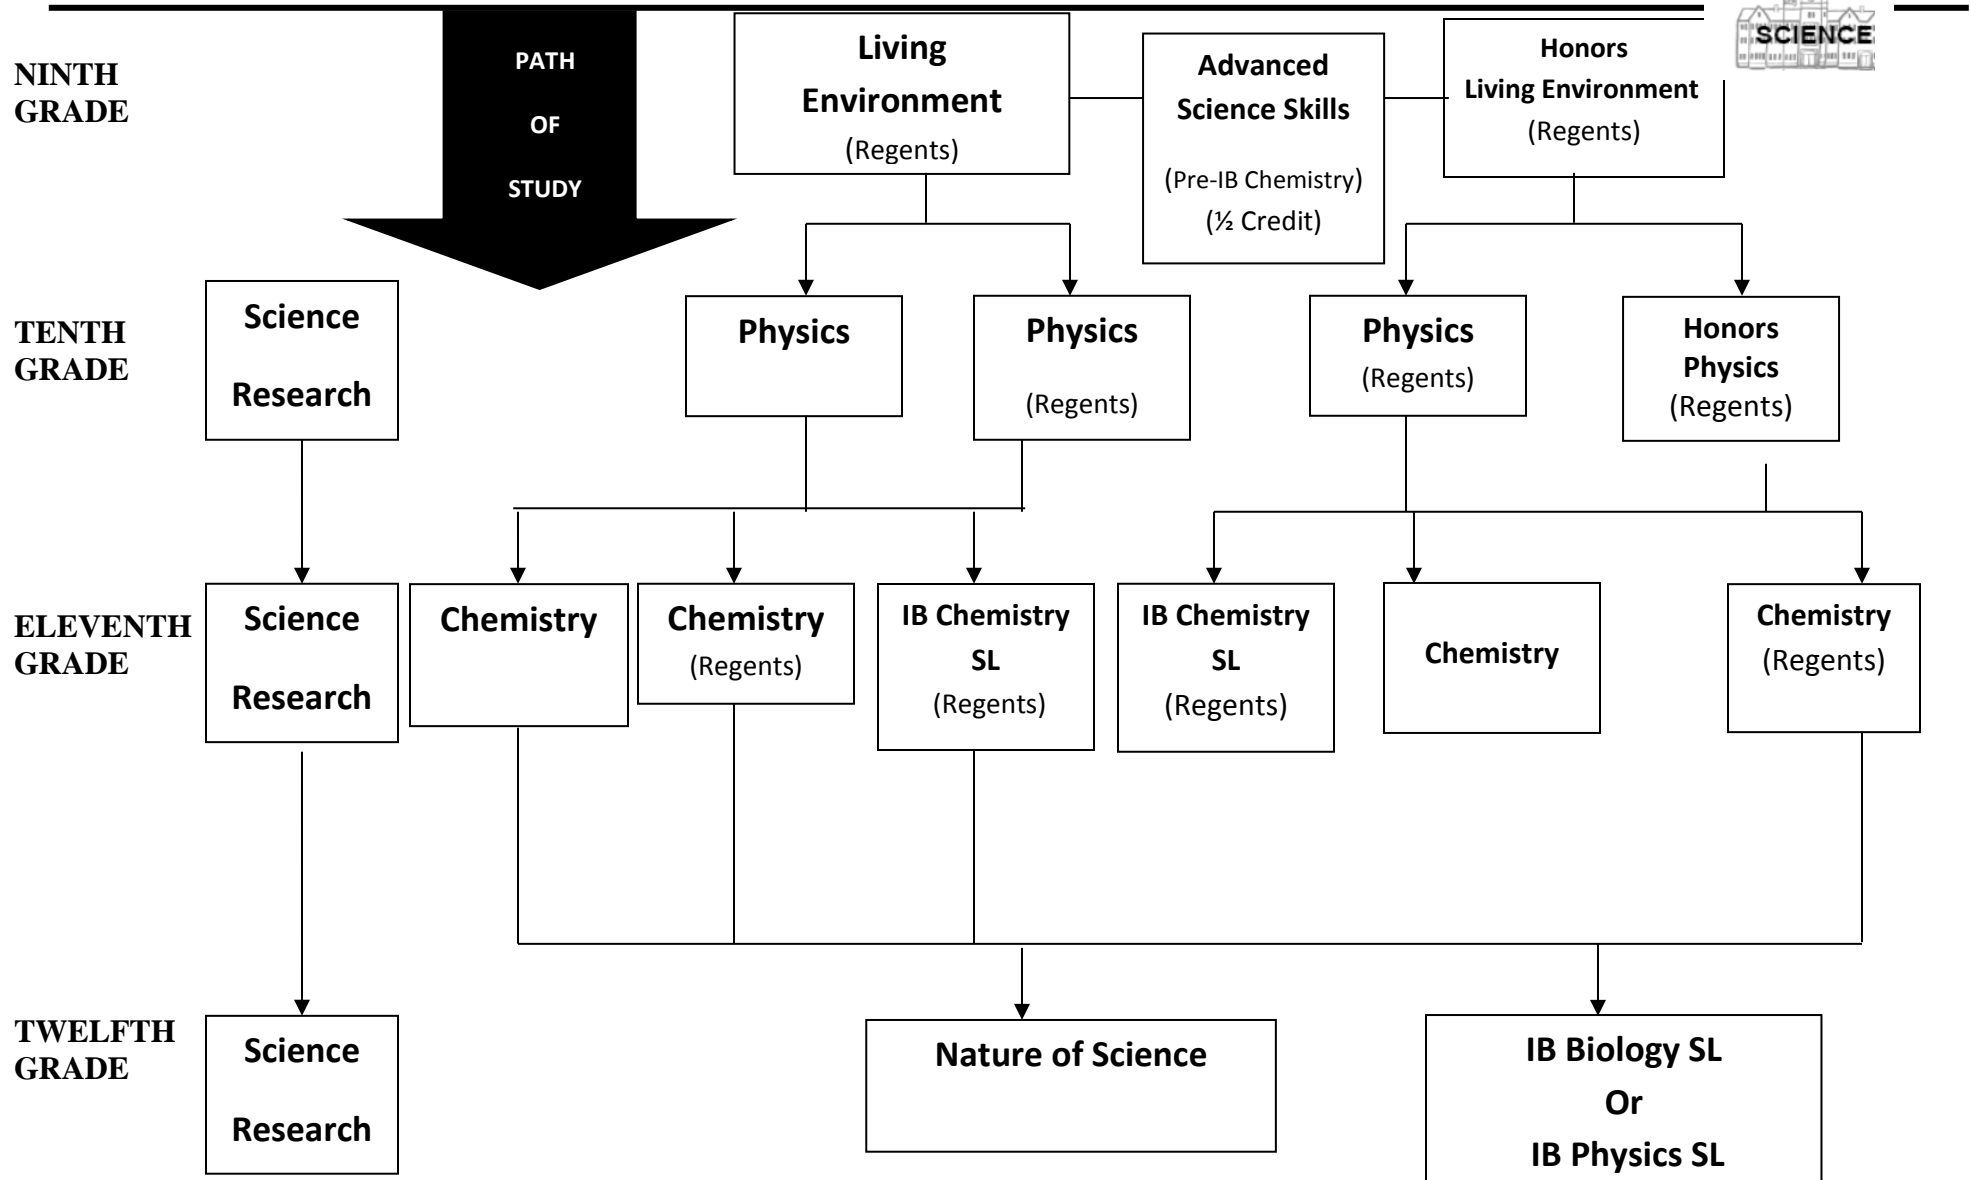 SCIENCE
NINTH
GRADE
PATH
OF
STUDY
Living
Environment
(Regents)
Advanced
Science Skills
(Pre-IB Chemistry)
(½ Credit)
Honors
Living Environment
(Regents)
TENTH
GRADE
Science
Research
Physics
Physics
(Regents)
Physics
(Regents)
Honors
Physics
(Regents)
ELEVENTH
GRADE
Science
Research
Chemistry
Chemistry
(Regents)
IB Chemistry
SL
(Regents)
IB Chemistry
SL
(Regents)
Chemistry
Chemistry
(Regents)
TWELFTH
GRADE
Science
Research
Nature of Science
IB Biology SL
Or
IB Physics SL